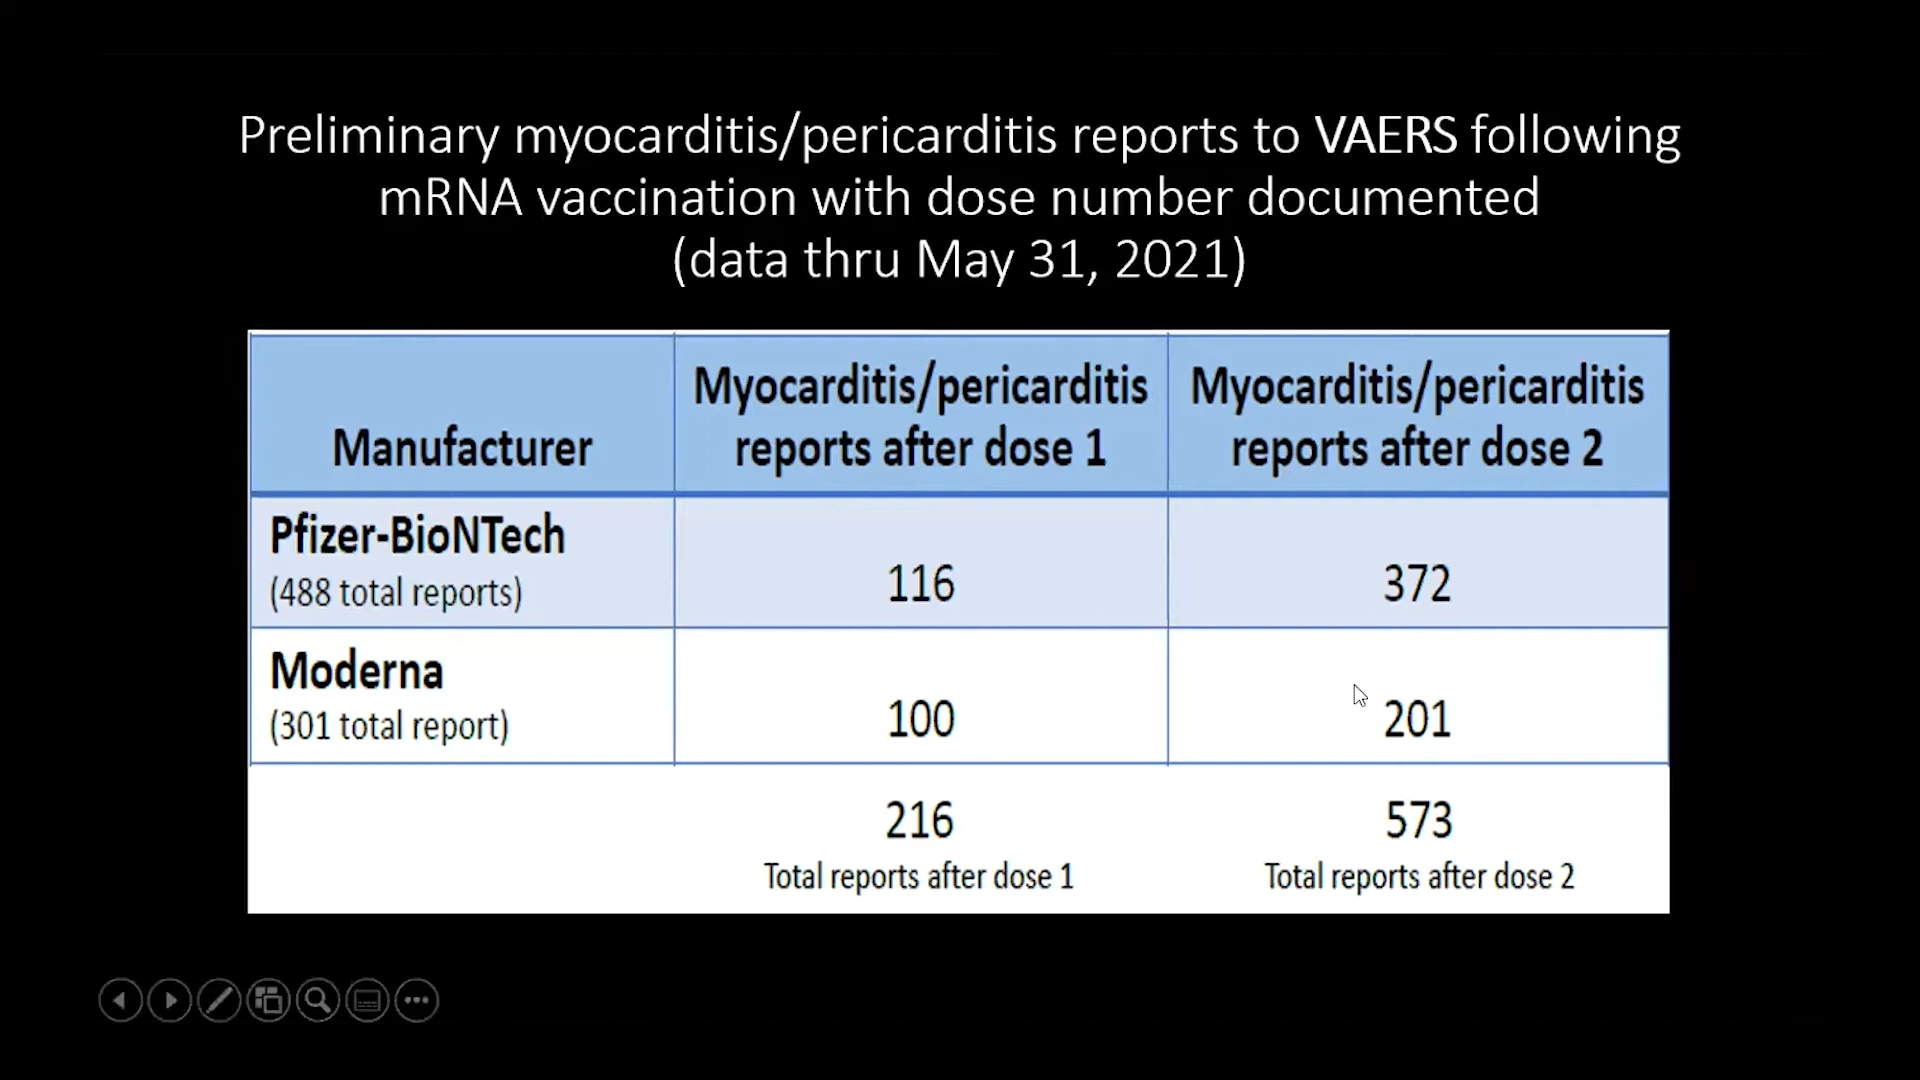 Preliminary myocarditis/pericarditis reports to VAERS following
mRNA vaccination with dose number documented
(data thru May 31, 2021)
Manufacturer
Myocarditis/pericarditis
reports after dose 1
Myocarditis/pericarditis
reports after dose 2
Pfizer-BioNTech
(488 total reports)
116
372
Moderna
(301 total report)
100
201
216
Total reports after dose 1
573
Total reports after dose 2